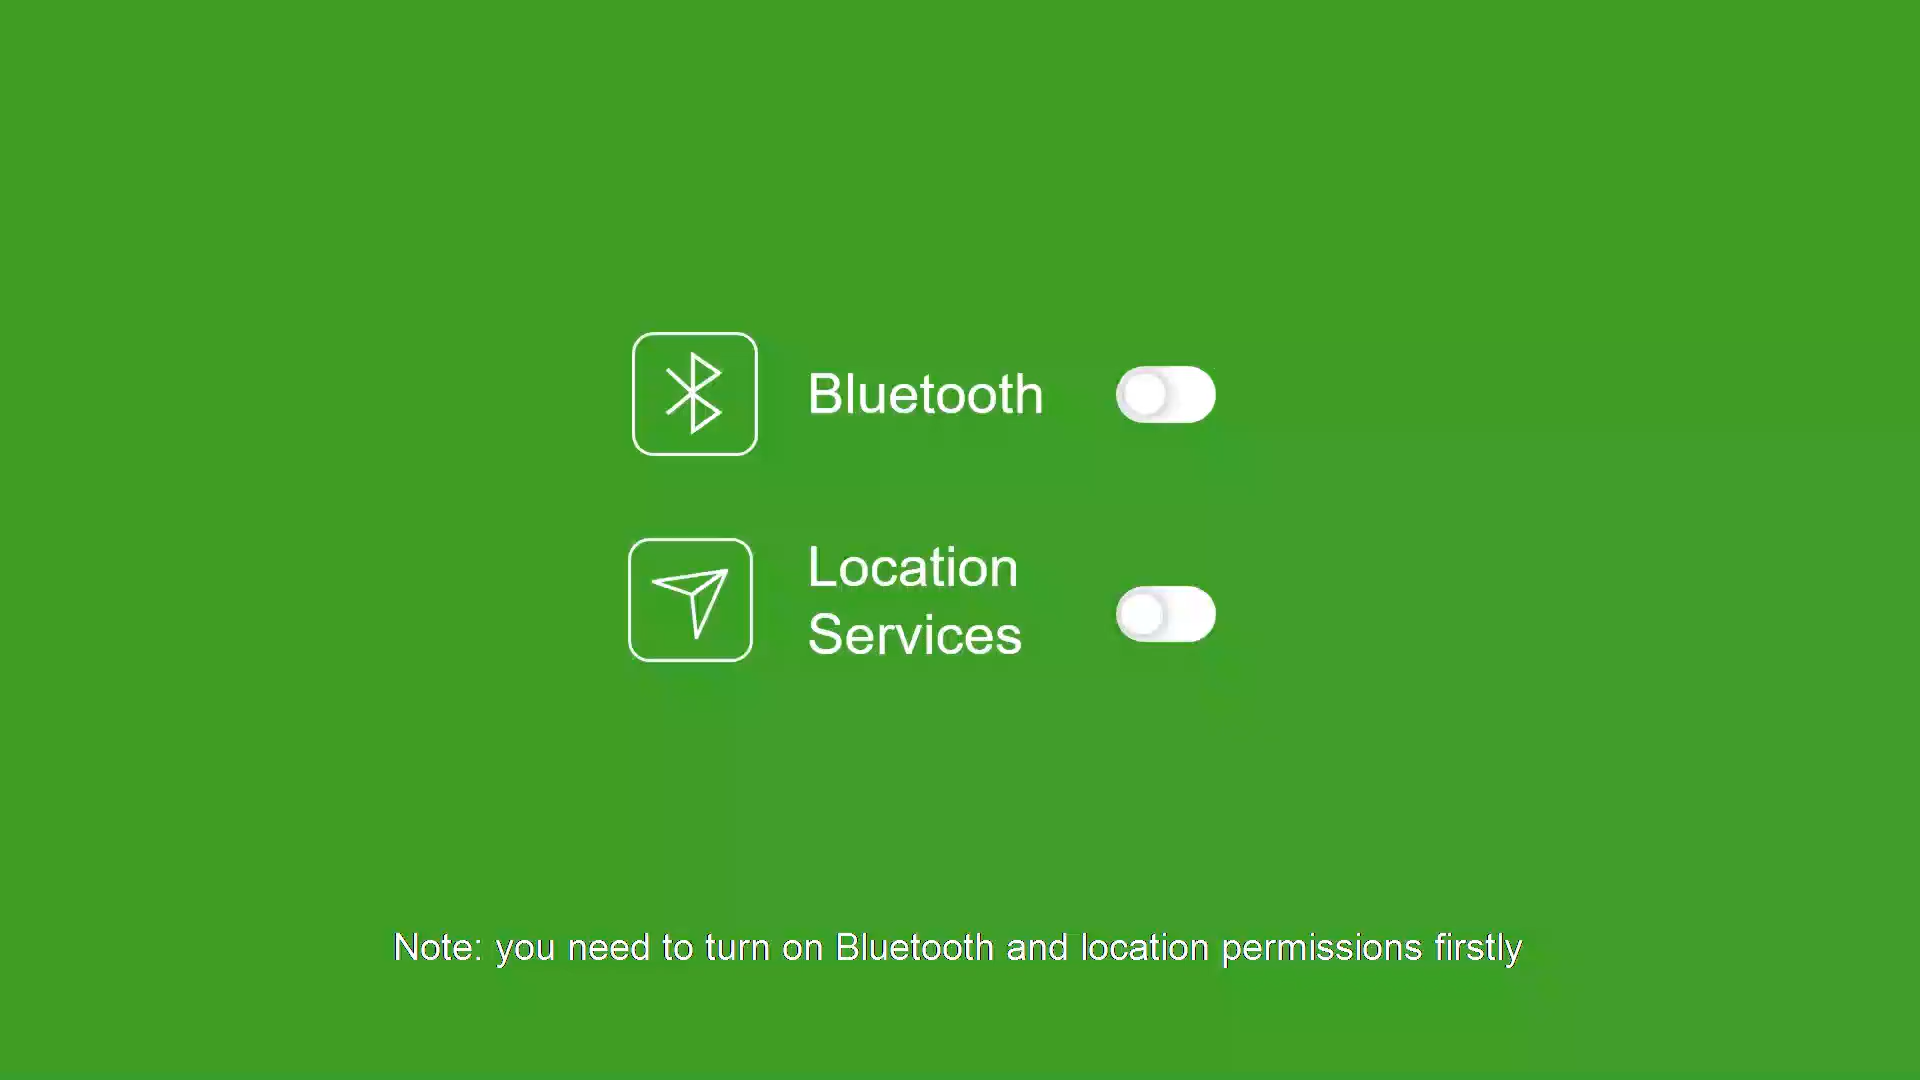 Bluetooth
Location
Services
Note: you need to turn on Bluetooth and location permissions firstly